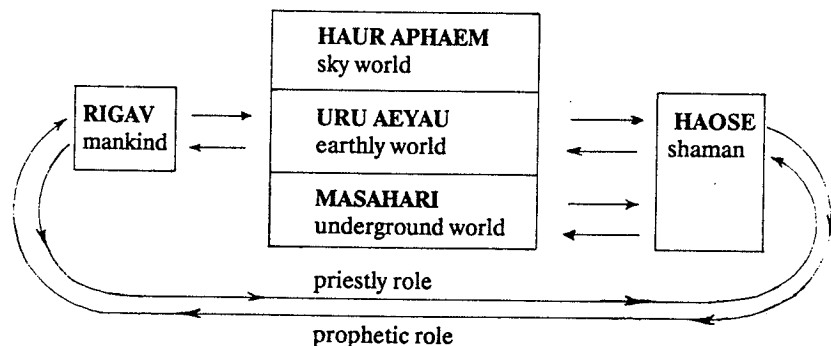 HAUR APHAEM
sky world
RIGAV
mankind
URU AEYAU
earthly world
HAOSE
shaman
MASAHARI
underground world
priestly role
prophetic role